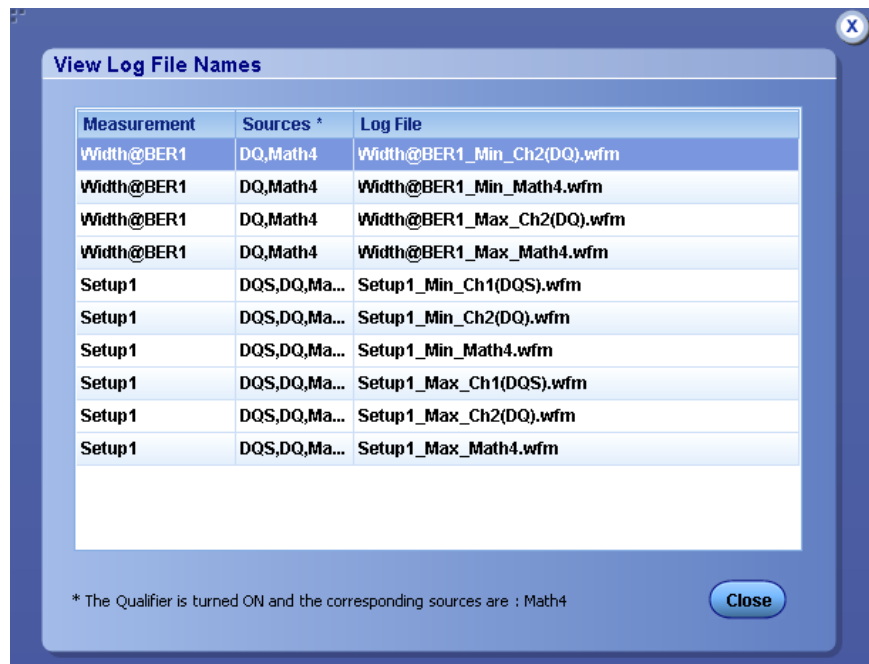 X
View Log File Names
Measurement Sources * Log File
Width@BER1 DQ,Math4 Width@BER1_Min_Ch2(DQ).wfm
Width@BER1 DQ,Math4 Width@BER1_Min_Math4.wfm
Width@BER1 DQ,Math4 Width@BER1_Max_Ch2(DQ).wfm
Width@BER1 DQ,Math4 Width@BER1_Max_Math4.wfm
Setup1 DQS,DQ,Ma... Setup1_Min_Ch1(DQS).wfm
Setup1 DQS,DQ,Ma... Setup1_Min_Ch2(DQ).wfm
Setup1 DQS,DQ,Ma... Setup1_Min_Math4.wfm
Setup1 DQS,DQ,Ma... Setup1_Max_Ch1(DQS).wfm
Setup1 DQS,DQ,Ma... Setup1_Max_Ch2(DQ).wfm
Setup1 DQS,DQ,Ma... Setup1_Max_Math4.wfm
* The Qualifier is turned ON and the corresponding sources are : Math4 Close